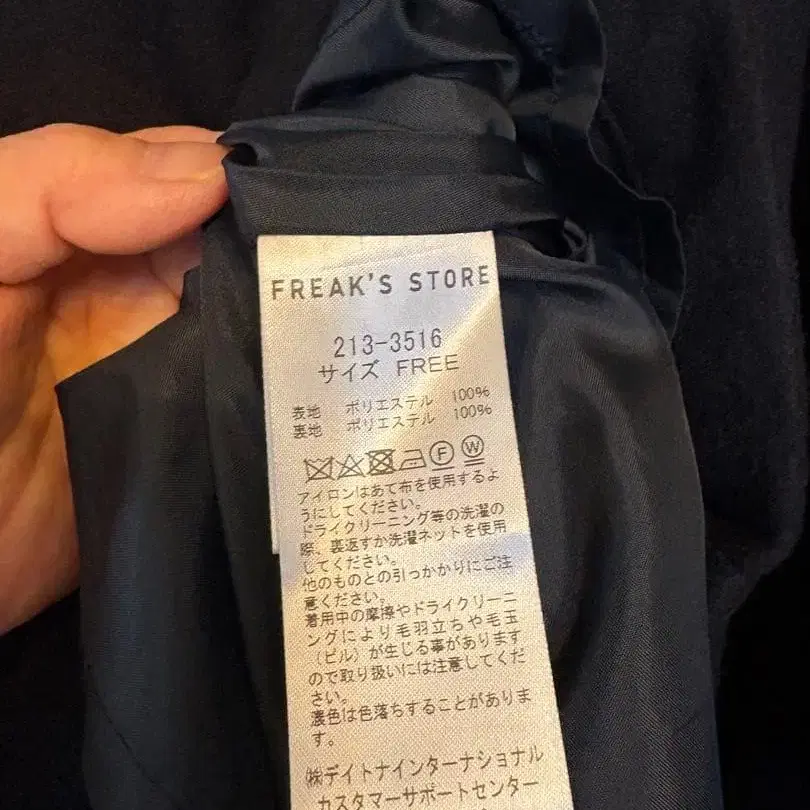 FREAK'S STORE
213-3516
サイズ FREE
表地 ポリエステル 100%
裏地 ポリエステル 100%
F W
アイロンはあて布を使用するよ
うにしてください。
ドライクリーニング等の洗濯の
際、裏返すか洗濯ネットを使用
してください。
他のものとの引っかかりにご注
意ください。
着用中の摩擦やドライクリーニ
ングにより毛羽立ちや毛玉
(ピル)が生じる事があります
ので取り扱いには注意してくだ
さい。
濃色は色落ちすることがありま
す。
㈱デイトナインターナショナル
カスタマーサポートセンター